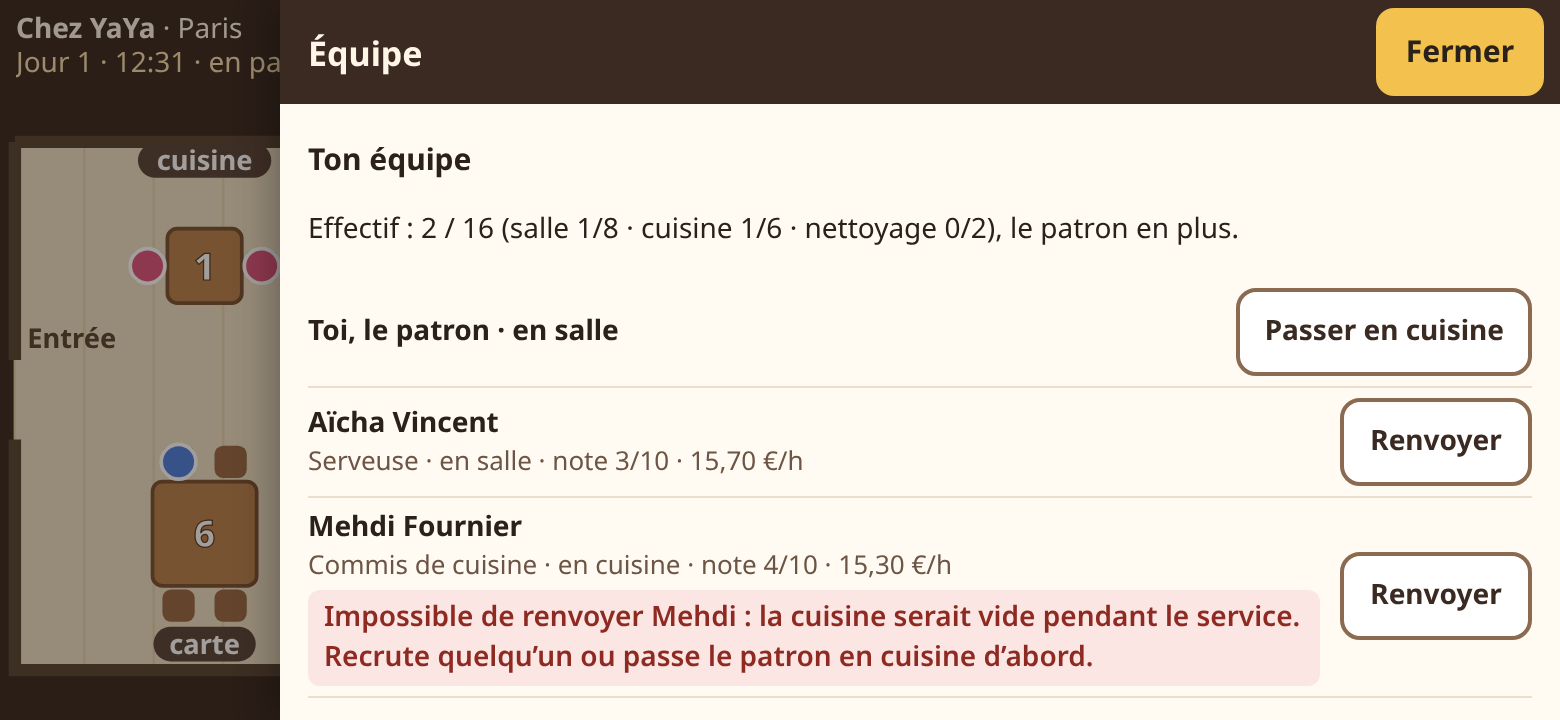 Chez YaYa · Paris
Jour 1 · 12:31 · en pa
cuisine
1
Entrée
6
carte
Équipe
Fermer
Ton équipe
Effectif : 2 / 16 (salle 1/8 · cuisine 1/6 · nettoyage 0/2), le patron en plus.
Toi, le patron · en salle
Passer en cuisine
Aïcha Vincent
Serveuse · en salle · note 3/10 · 15,70 €/h
Renvoyer
Mehdi Fournier
Commis de cuisine · en cuisine · note 4/10 · 15,30 €/h
Impossible de renvoyer Mehdi : la cuisine serait vide pendant le service.
Recrute quelqu’un ou passe le patron en cuisine d’abord.
Renvoyer